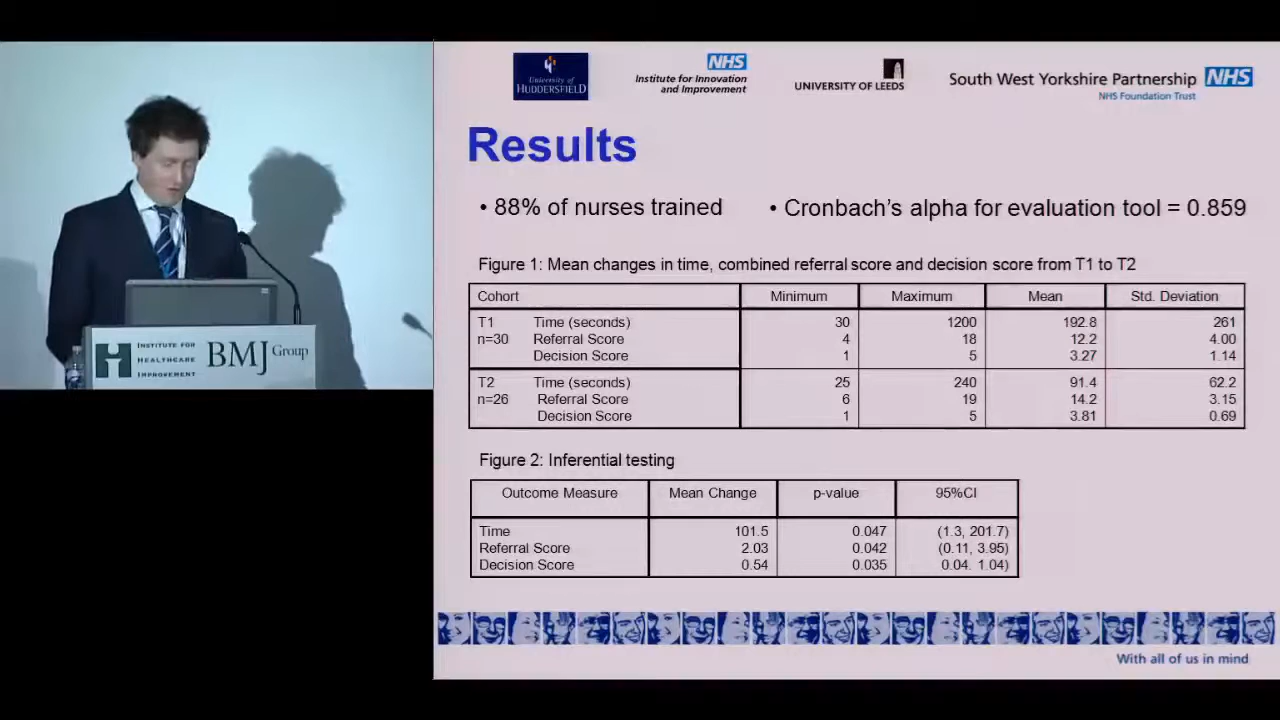 University of
HUDDERSFIELD
NHS
Institute for Innovation
and Improvement
UNIVERSITY OF LEEDS
South West Yorkshire Partnership NHS
NHS Foundation Trust
Results
• 88% of nurses trained • Cronbach's alpha for evaluation tool = 0.859
Figure 1: Mean changes in time, combined referral score and decision score from T1 to T2
Cohort Minimum Maximum Mean Std. Deviation
T1 Time (seconds) 30 1200 192.8 261
n=30 Referral Score 4 18 12.2 4.00
Decision Score 1 5 3.27 1.14
T2 Time (seconds) 25 240 91.4 62.2
n=26 Referral Score 6 19 14.2 3.15
Decision Score 1 5 3.81 0.69
Figure 2: Inferential testing
Outcome Measure Mean Change p-value 95%CI
Time 101.5 0.047 (1.3, 201.7)
Referral Score 2.03 0.042 (0.11, 3.95)
Decision Score 0.54 0.035 0.04. 1.04)
With all of us in mind
INSTITUTE FOR
HEALTHCARE
IMPROVEMENT
BMJ Group